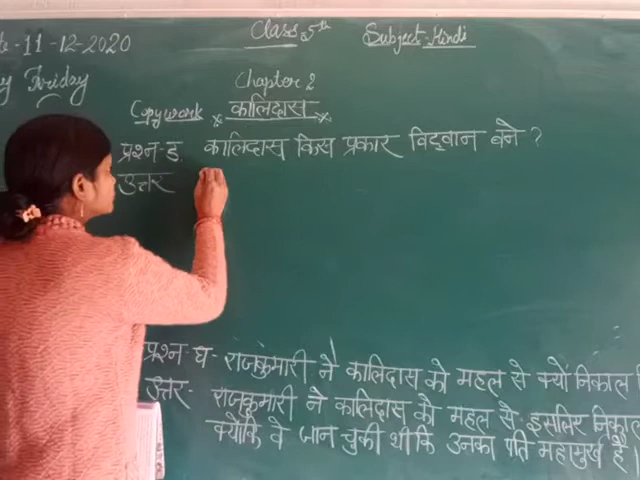 11-12-2020 Class 5th Subject-Hindi
Friday Chapter 2
Copywork कालिदास
प्रश्न-ड. कालिदास किस प्रकार विद्वान बने ?
उत्तर
प्रश्न-घ- राजकुमारी ने कालिदास को महल से क्यों निकाल
उत्तर- राजकुमारी ने कालिदास को महल से इसलिए निकाल
क्योंकि वे जान चुकी थी कि उनका पति महामुर्ख है।